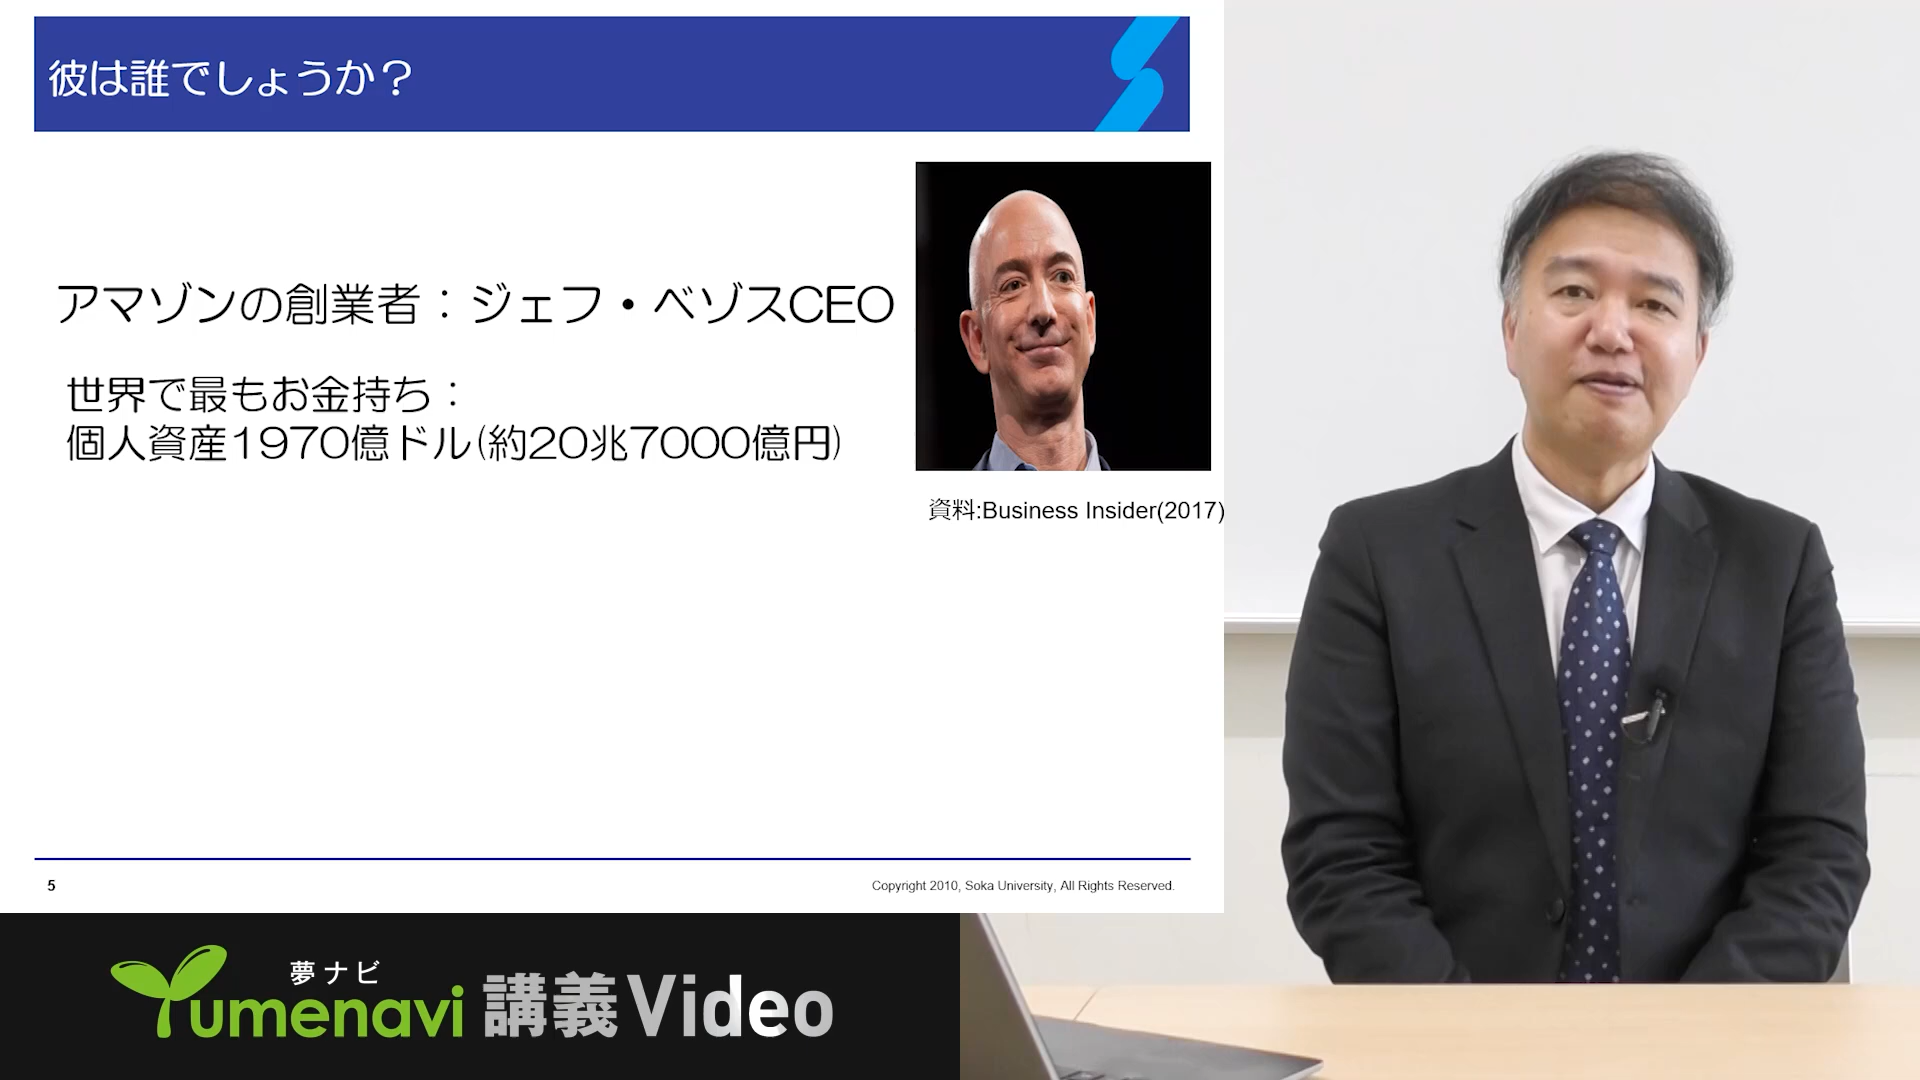 彼は誰でしょうか？
アマゾンの創業者：ジェフ・ベゾスCEO
世界で最もお金持ち：
個人資産1970億ドル(約20兆7000億円)
資料:Business Insider(2017)
5
Copyright 2010, Soka University, All Rights Reserved.
夢ナビ
Yumenavi 講義Video